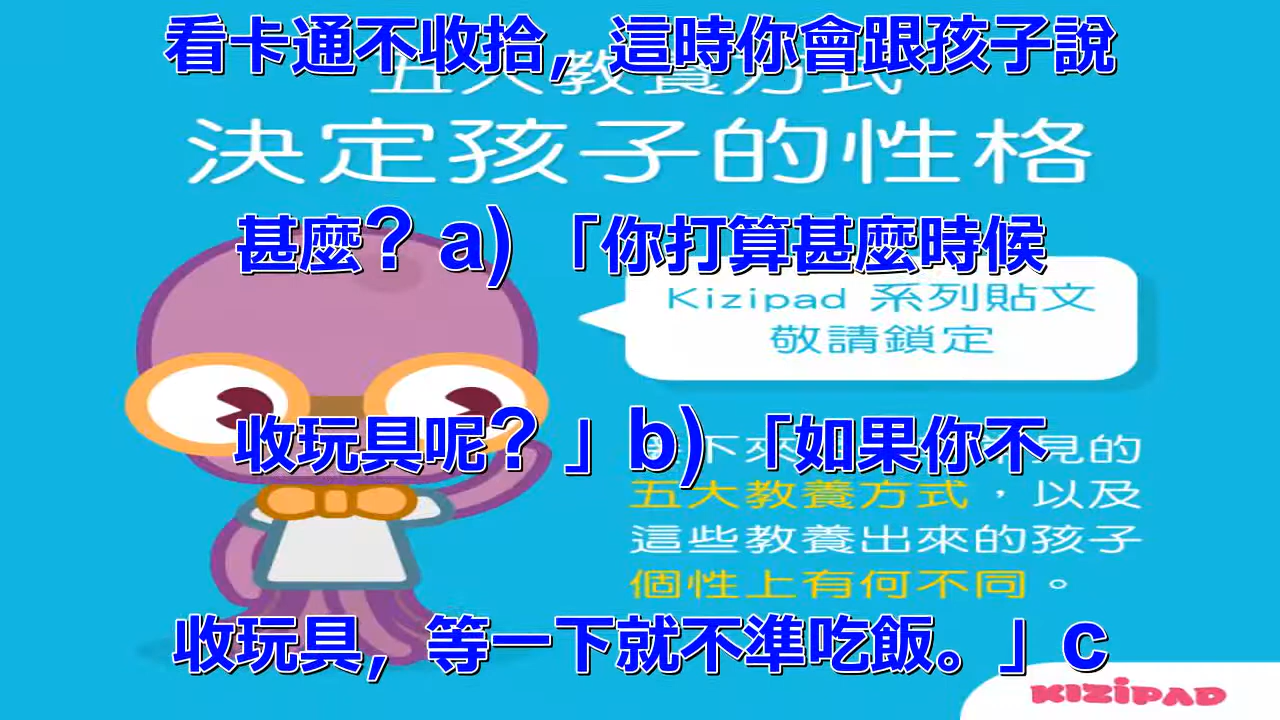 看卡通不收拾，這時你會跟孩子說
五大教養方式
決定孩子的性格
甚麼？a) 「你打算甚麼時候
Kizipad 系列貼文
敬請鎖定
收玩具呢？」b) 「如果你不
下來 見的
五大教養方式，以及
這些教養出來的孩子
個性上有何不同。
收玩具，等一下就不準吃飯。」c
KIZIPAD